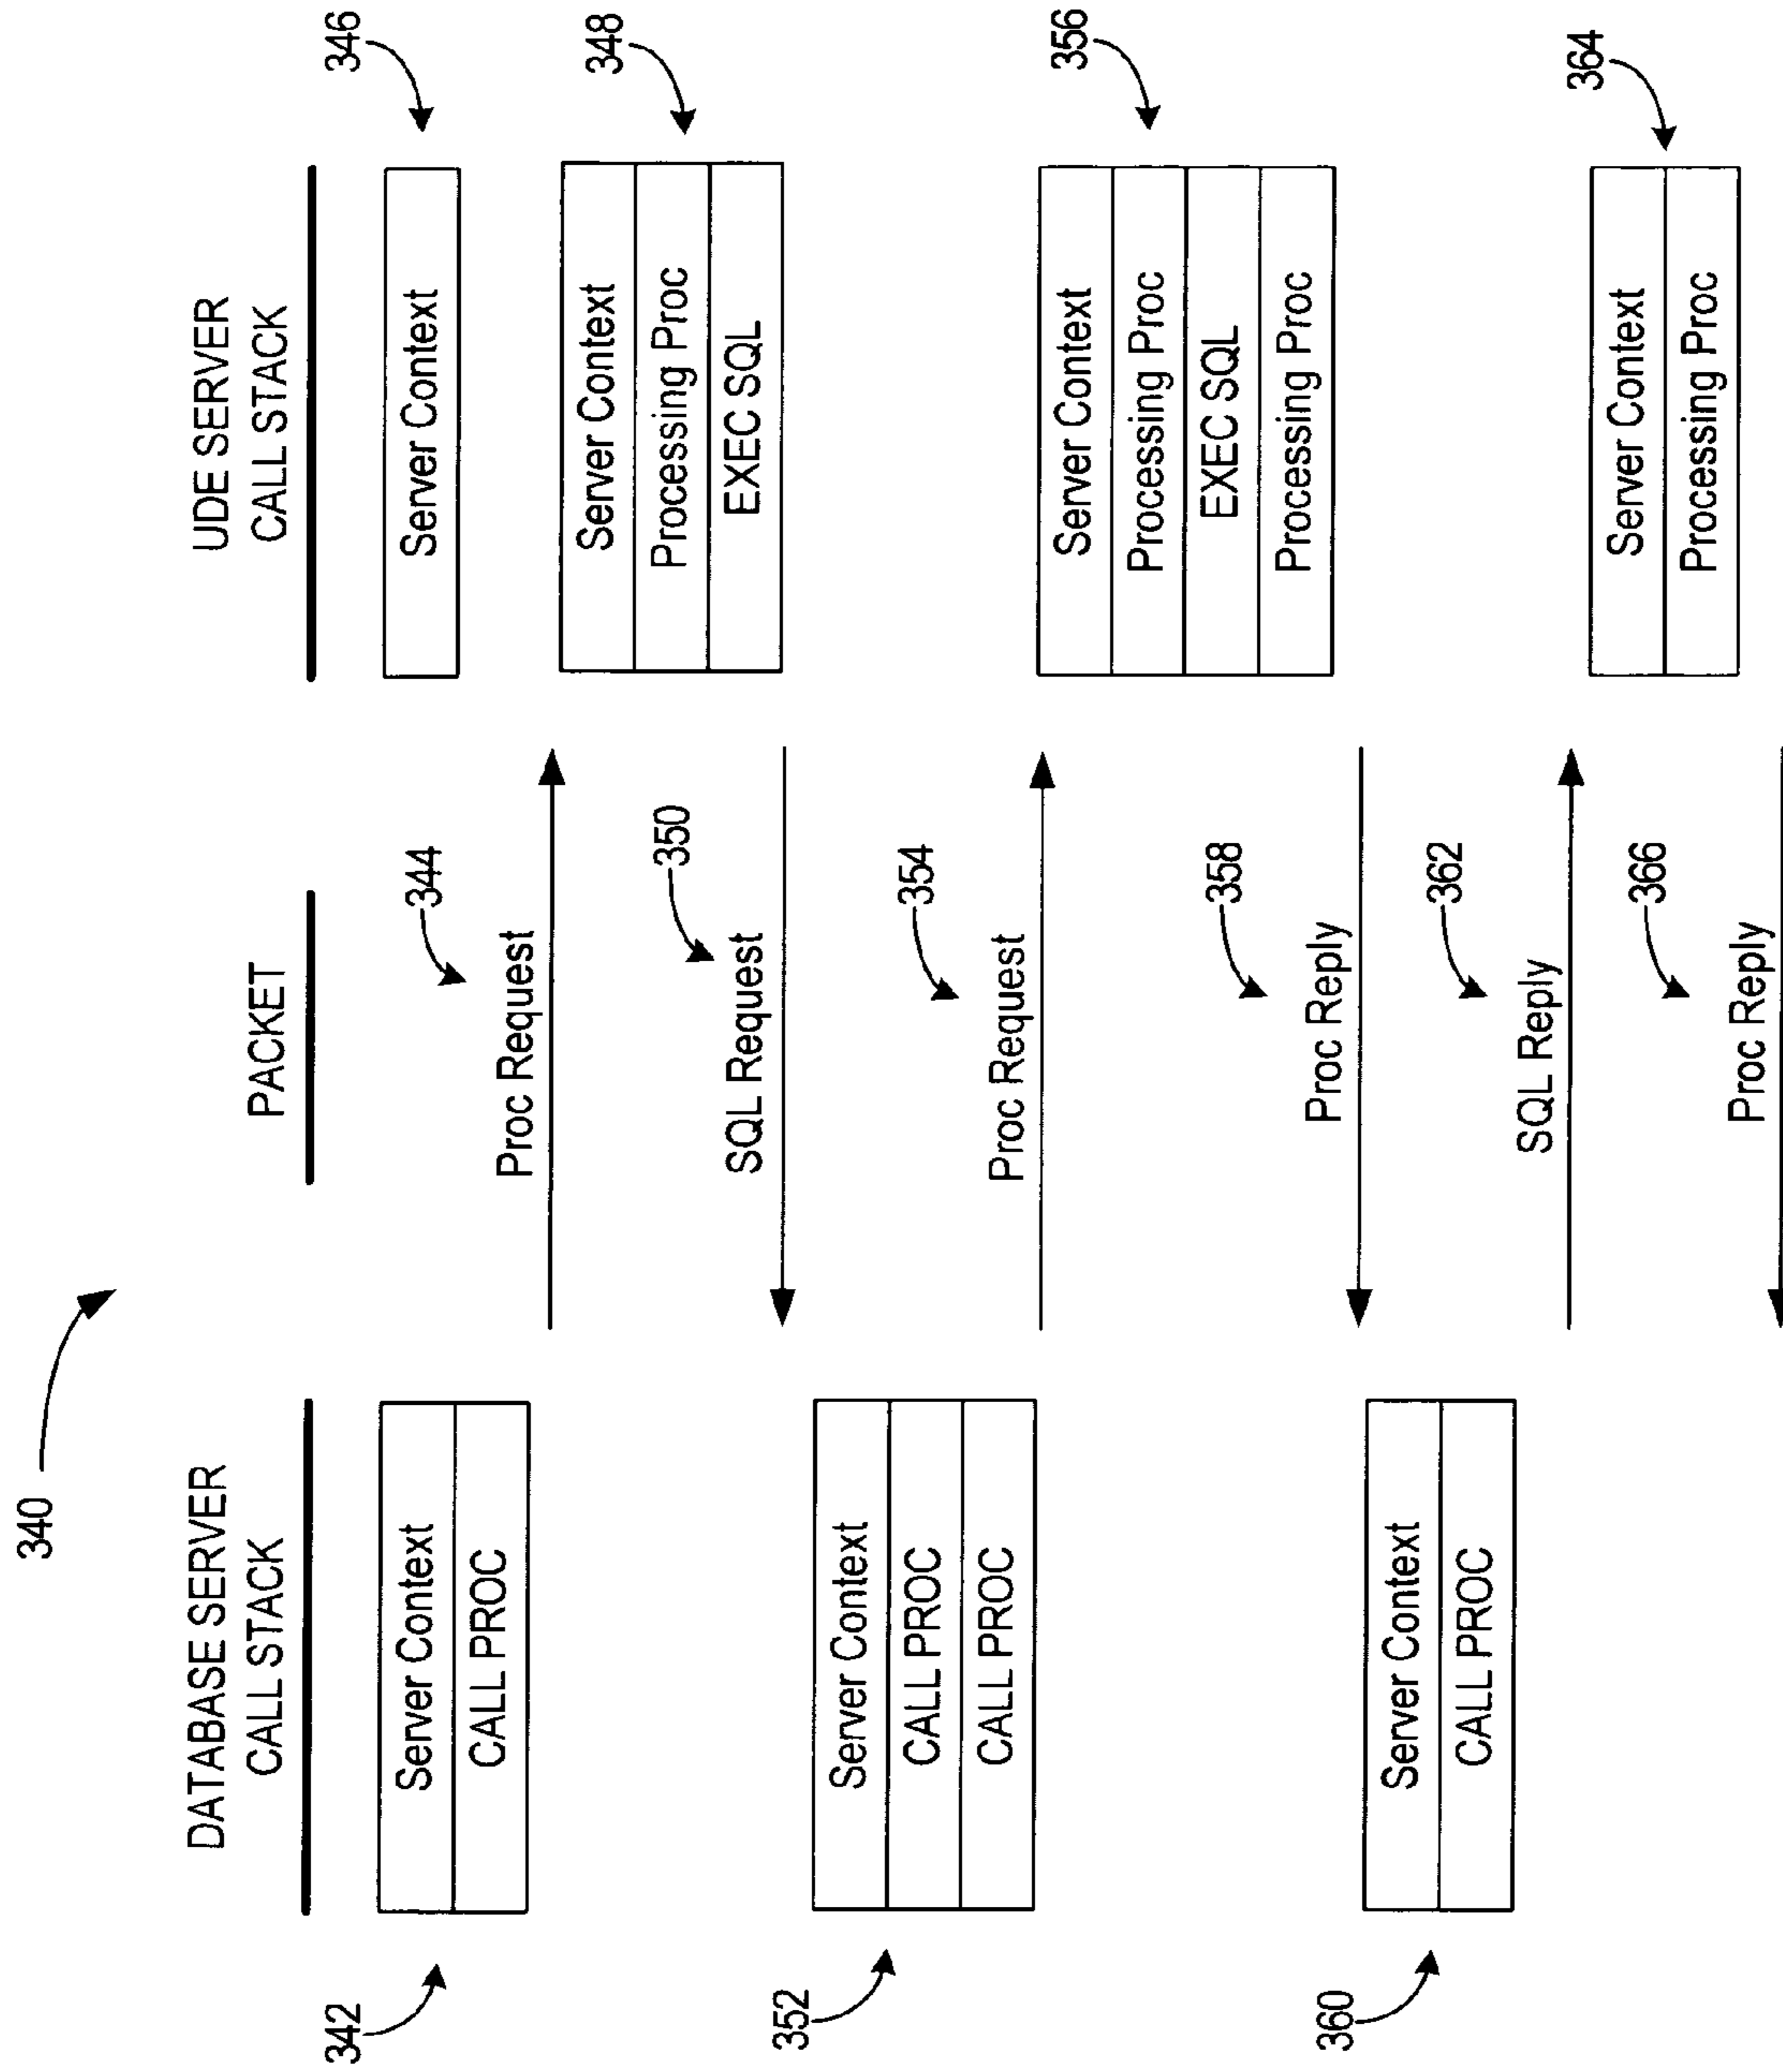 340
DATABASE SERVER
CALL STACK
PACKET
UDE SERVER
CALL STACK
342
Server Context
CALL PROC
344
Proc Request
346
Server Context
348
Server Context
Processing Proc
EXEC SQL
350
SQL Request
352
Server Context
CALL PROC
CALL PROC
354
Proc Request
356
Server Context
Processing Proc
EXEC SQL
Processing Proc
358
Proc Reply
360
Server Context
CALL PROC
362
SQL Reply
364
Server Context
Processing Proc
366
Proc Reply